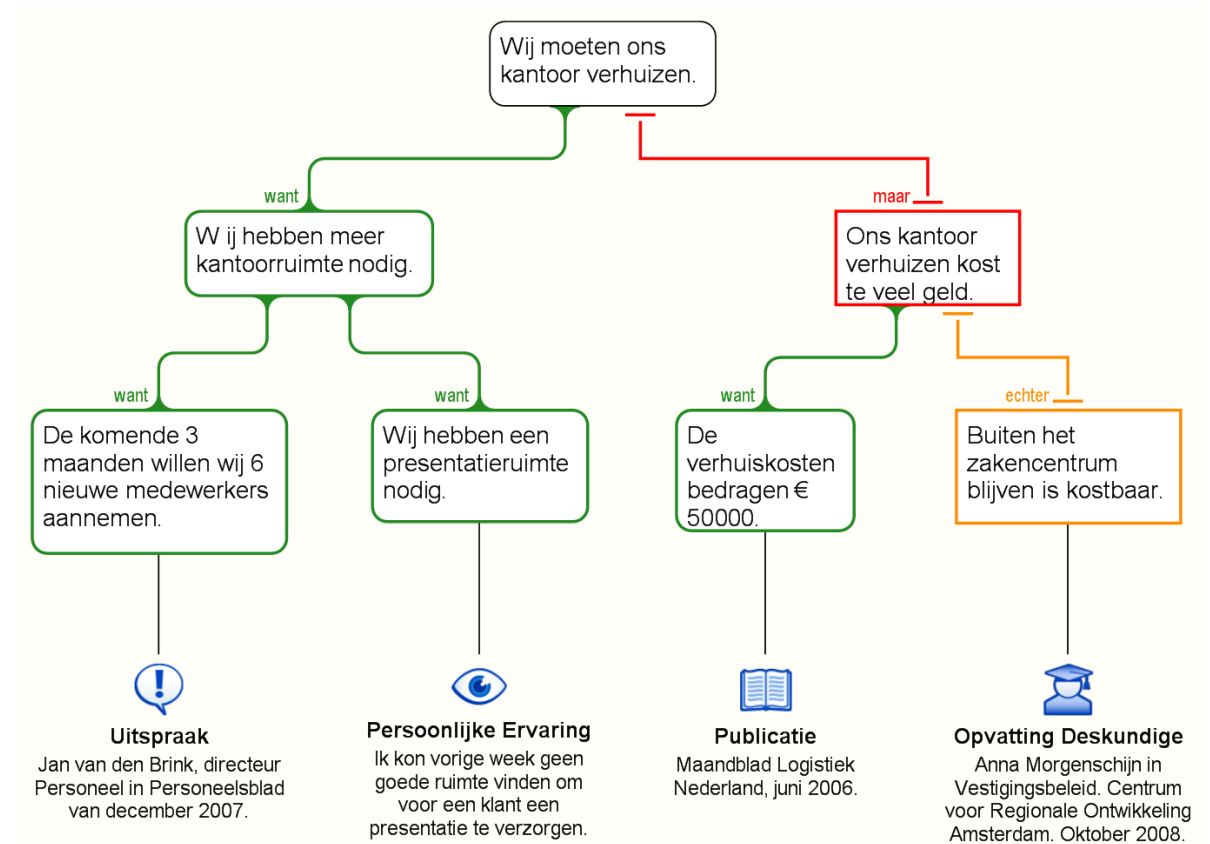 Wij moeten ons
kantoor verhuizen.
want
maar
W ij hebben meer
kantoorruimte nodig.
Ons kantoor
verhuizen kost
te veel geld.
want
want
want
echter
De komende 3
maanden willen wij 6
nieuwe medewerkers
aannemen.
Wij hebben een
presentatieruimte
nodig.
De
verhuiskosten
bedragen €
50000.
Buiten het
zakencentrum
blijven is kostbaar.
Uitspraak
Jan van den Brink, directeur
Personeel in Personeelsblad
van december 2007.
Persoonlijke Ervaring
Ik kon vorige week geen
goede ruimte vinden om
voor een klant een
presentatie te verzorgen.
Publicatie
Maandblad Logistiek
Nederland, juni 2006.
Opvatting Deskundige
Anna Morgenschijn in
Vestigingsbeleid. Centrum
voor Regionale Ontwikkeling
Amsterdam. Oktober 2008.